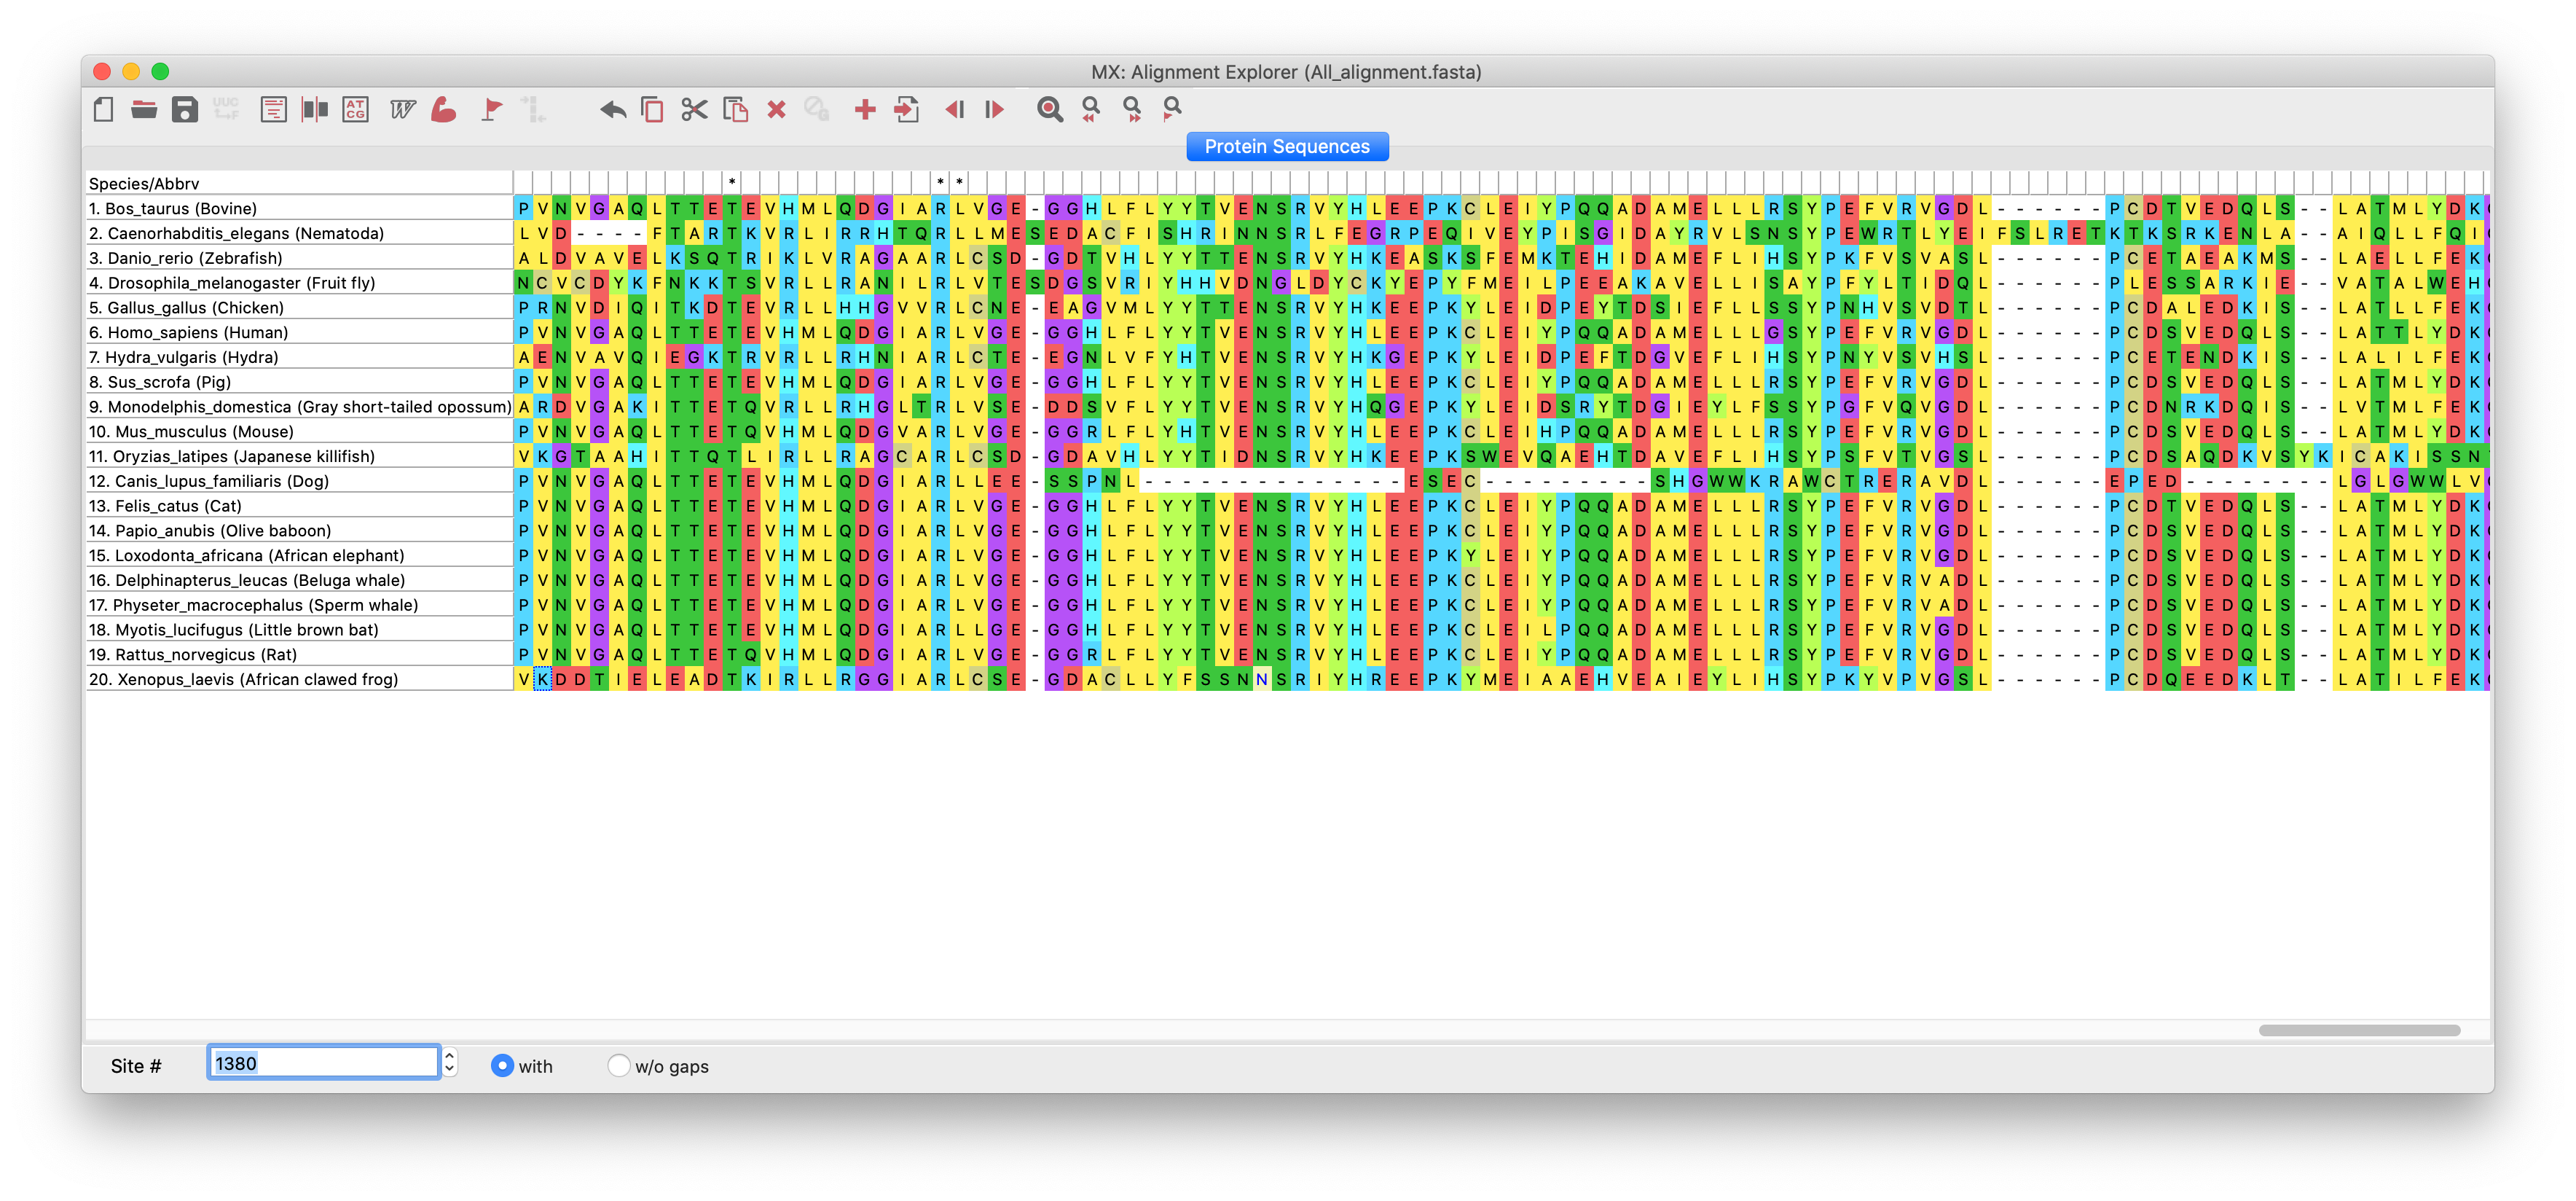 MX: Alignment Explorer (All_alignment.fasta)
UUC
→F
AT
CG
W
Protein Sequences
Species/Abbrv * * *
1. Bos_taurus (Bovine) PVNVGAQLTTETEVHMLQDGIARLVGE-GGHLFLYYTVENSRVYHLEEPKCLEIYPQQADAMELLLRSYPEFVRVGDL------PCDTVEDQLS--LATMLYDK
2. Caenorhabditis_elegans (Nematoda) LVD----FTARTKVRLIRRHTQRLLMESEDACFISHRINNSRLFEGRPEQIVEYPISGIDAYRVLSNSYPEWRTLYEIFSLRETKTKSRKENLA--AIQLLFQI
3. Danio_rerio (Zebrafish) ALDVAVELKSQTRIKLVRAGAARLCSD-GDTVHLYYTTENSRVYHKEASKSFEMKTEHIDAMEFLIHSYPKFVSVASL------PCETAEAKMS--LAELLFEK
4. Drosophila_melanogaster (Fruit fly) NCVCDYKFNKKTSVRLLRANILRLVTESDGSVRIYHHVDNGLDYCKYEPYFMEILPEEAKAVELLISAYPFYLTIDQL------PLESSARKIE--VATALWEH
5. Gallus_gallus (Chicken) PRNVDIQITKDTEVRLLHHGVVRLCNE-EAGVMLYYTTENSRVYHKEEPKYLEIDPEYTDSIEFLLSSYPNHVSVDTL------PCDALEDKIS--LATLLFEK
6. Homo_sapiens (Human) PVNVGAQLTTETEVHMLQDGIARLVGE-GGHLFLYYTVENSRVYHLEEPKCLEIYPQQADAMELLLGSYPEFVRVGDL------PCDSVEDQLS--LATTLYDK
7. Hydra_vulgaris (Hydra) AENVAVQIEGKTRVRLLRHNIARLCTE-EGNLVFYHTVENSRVYHKGEPKYLEIDPEFTDGVEFLIHSYPNYVSVHSL------PCETENDKIS--LALILFEK
8. Sus_scrofa (Pig) PVNVGAQLTTETEVHMLQDGIARLVGE-GGHLFLYYTVENSRVYHLEEPKCLEIYPQQADAMELLLRSYPEFVRVGDL------PCDSVEDQLS--LATMLYDK
9. Monodelphis_domestica (Gray short-tailed opossum) ARDVGAKITTETQVRLLRHGLTRLVSE-DDSVFLYYTVENSRVYHQGEPKYLEIDSRYTDGIEYLFSSYPGFVQVGDL------PCDNRKDQIS--LVTMLFEK
10. Mus_musculus (Mouse) PVNVGAQLTTETQVHMLQDGVARLVGE-GGRLFLYHTVENSRVYHLEEPKCLEIHPQQADAMELLLRSYPEFVRVGDL------PCDSVEDQLS--LATMLYDK
11. Oryzias_latipes (Japanese killifish) VKGTAAHITTQTLIRLLRAGCARLCSD-GDAVHLYYTIDNSRVYHKEEPKSWEVQAEHTDAVEFLIHSYPSFVTVGSL------PCDSAQDKVSYKICAKISSN
12. Canis_lupus_familiaris (Dog) PVNVGAQLTTETEVHMLQDGIARLLEE-SSPNL--------------ESEC---------SHGWWKRAWCTRERAVDL------EPED--------LGLGWWLV
13. Felis_catus (Cat) PVNVGAQLTTETEVHMLQDGIARLVGE-GGHLFLYYTVENSRVYHLEEPKCLEIYPQQADAMELLLRSYPEFVRVGDL------PCDTVEDQLS--LATMLYDK
14. Papio_anubis (Olive baboon) PVNVGAQLTTETEVHMLQDGIARLVGE-GGHLFLYYTVENSRVYHLEEPKCLEIYPQQADAMELLLRSYPEFVRVGDL------PCDSVEDQLS--LATMLYDK
15. Loxodonta_africana (African elephant) PVNVGAQLTTETEVHMLQDGIARLVGE-GGHLFLYYTVENSRVYHLEEPKYLEIYPQQADAMELLLRSYPEFVRVGDL------PCDSVEDQLS--LATMLYDK
16. Delphinapterus_leucas (Beluga whale) PVNVGAQLTTETEVHMLQDGIARLVGE-GGHLFLYYTVENSRVYHLEEPKCLEIYPQQADAMELLLRSYPEFVRVADL------PCDSVEDQLS--LATMLYDK
17. Physeter_macrocephalus (Sperm whale) PVNVGAQLTTETEVHMLQDGIARLVGE-GGHLFLYYTVENSRVYHLEEPKCLEIYPQQADAMELLLRSYPEFVRVADL------PCDSVEDQLS--LATMLYDK
18. Myotis_lucifugus (Little brown bat) PVNVGAQLTTETEVHMLQDGIARLLGE-GGHLFLYYTVENSRVYHLEEPKCLEILPQQADAMELLLRSYPEFVRVGDL------PCDSVEDQLS--LATMLYDK
19. Rattus_norvegicus (Rat) PVNVGAQLTTETQVHMLQDGIARLVGE-GGRLFLYYTVENSRVYHLEEPKCLEIYPQQADAMELLLRSYPEFVRVGDL------PCDSVEDQLS--LATMLYDK
20. Xenopus_laevis (African clawed frog) VKDDTIELEADTKIRLLRGGIARLCSE-GDACLLYFSSNNSRIYHREEPKYMEIAAEHVEAIEYLIHSYPKYVPVGSL------PCDQEEDKLT--LATILFEK
Site # 1380 with w/o gaps